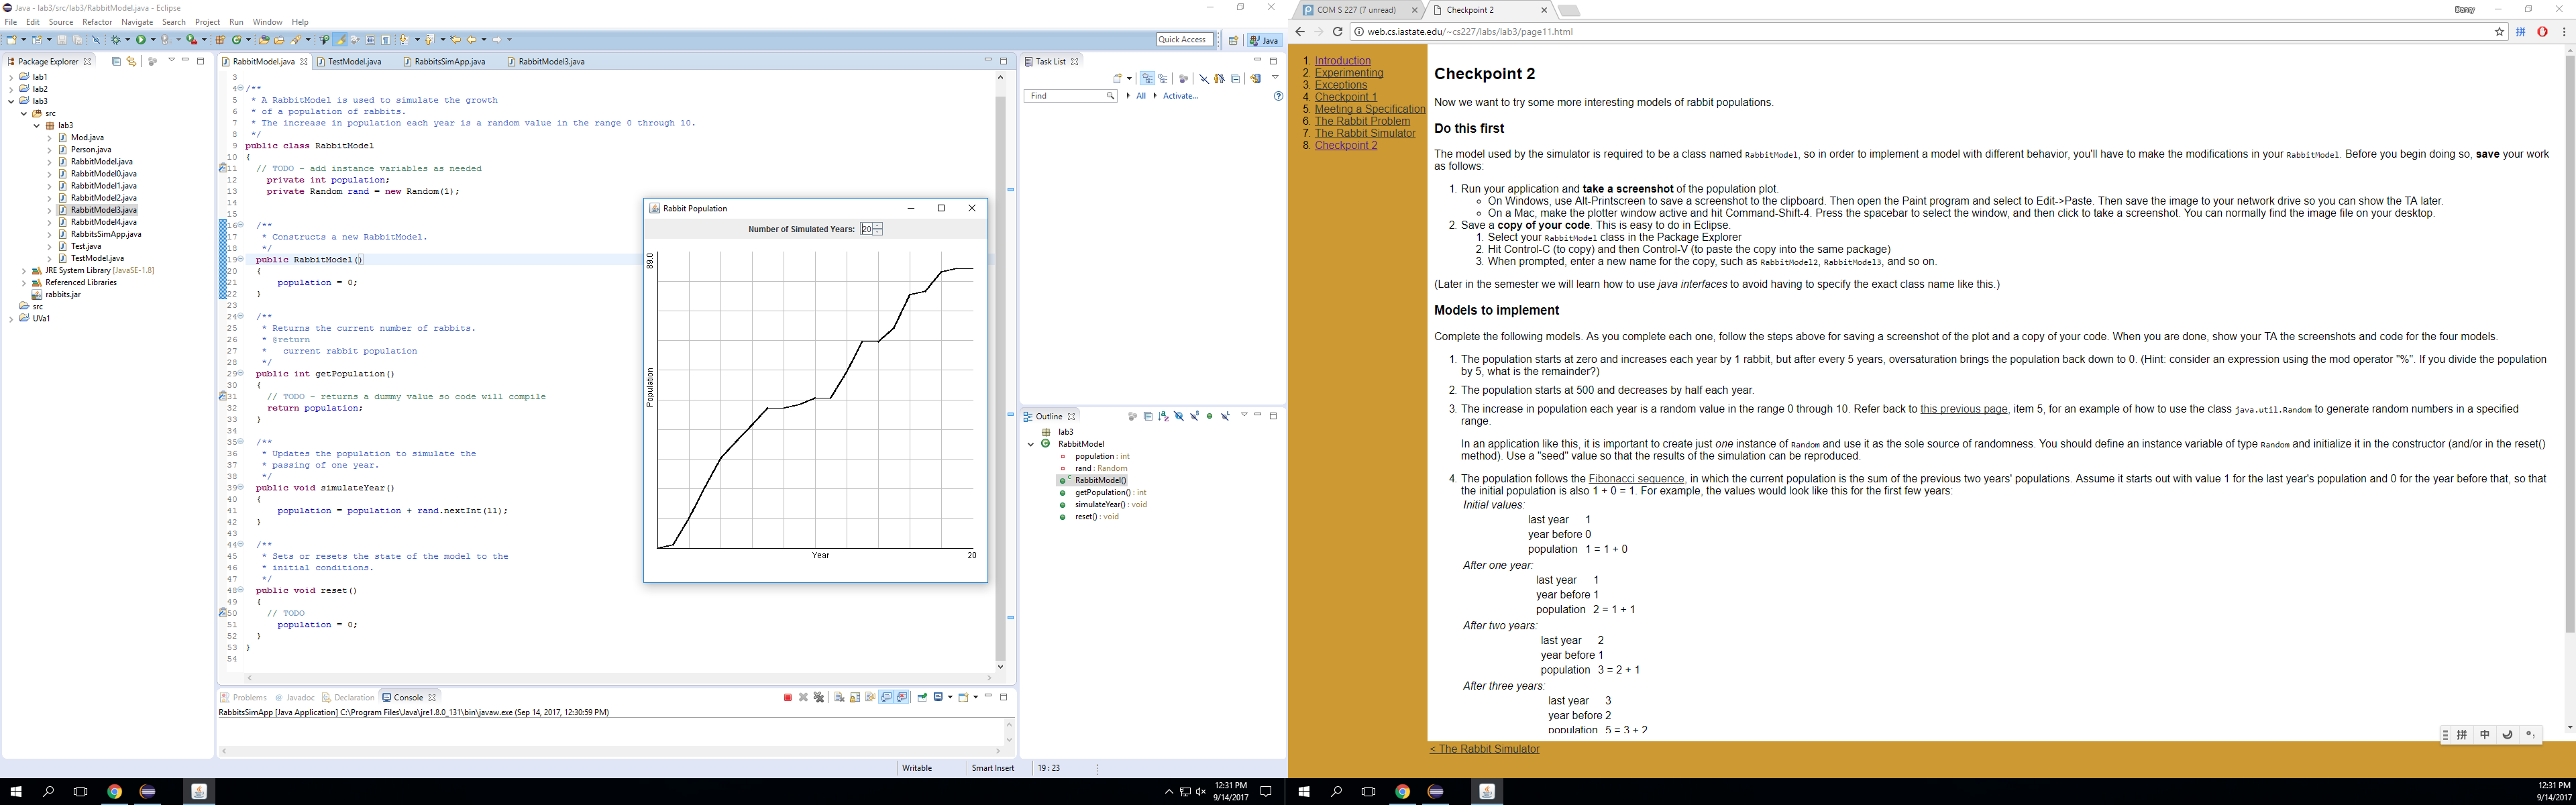 Java - lab3/src/lab3/RabbitModel.java - Eclipse
File Edit Source Refactor Navigate Search Project Run Window Help
Quick Access
Java
Package Explorer
lab1
lab2
lab3
src
lab3
Mod.java
Person.java
RabbitModel.java
RabbitModel0.java
RabbitModel1.java
RabbitModel2.java
RabbitModel3.java
RabbitModel4.java
RabbitsSimApp.java
Test.java
TestModel.java
JRE System Library [JavaSE-1.8]
Referenced Libraries
rabbits.jar
src
UVa1
RabbitModel.java TestModel.java RabbitsSimApp.java RabbitModel3.java
3
4 /**
5 * A RabbitModel is used to simulate the growth
6 * of a population of rabbits.
7 * The increase in population each year is a random value in the range 0 through 10.
8 */
9 public class RabbitModel
10 {
11 // TODO - add instance variables as needed
12 private int population;
13 private Random rand = new Random(1);
14
15
16 /**
17 * Constructs a new RabbitModel.
18 */
19 public RabbitModel()
20 {
21 population = 0;
22 }
23
24 /**
25 * Returns the current number of rabbits.
26 * @return
27 * current rabbit population
28 */
29 public int getPopulation()
30 {
31 // TODO - returns a dummy value so code will compile
32 return population;
33 }
34
35 /**
36 * Updates the population to simulate the
37 * passing of one year.
38 */
39 public void simulateYear()
40 {
41 population = population + rand.nextInt(11);
42 }
43
44 /**
45 * Sets or resets the state of the model to the
46 * initial conditions.
47 */
48 public void reset()
49 {
50 // TODO
51 population = 0;
52 }
53 }
54
Rabbit Population
Number of Simulated Years: 20
89.0
Population
Year
20
Problems Javadoc Declaration Console
RabbitsSimApp [Java Application] C:\Program Files\Java\jre1.8.0_131\bin\javaw.exe (Sep 14, 2017, 12:30:59 PM)
Task List
Find
All
Activate...
Outline
lab3
RabbitModel
population : int
rand : Random
RabbitModel()
getPopulation() : int
simulateYear() : void
reset() : void
Writable Smart Insert 19 : 23
12:31 PM
9/14/2017
COM S 227 (7 unread) Checkpoint 2
Darcy
web.cs.iastate.edu/~cs227/labs/lab3/page11.html
1. Introduction
2. Experimenting
3. Exceptions
4. Checkpoint 1
5. Meeting a Specification
6. The Rabbit Problem
7. The Rabbit Simulator
8. Checkpoint 2
Checkpoint 2
Now we want to try some more interesting models of rabbit populations.
Do this first
The model used by the simulator is required to be a class named RabbitModel, so in order to implement a model with different behavior, you'll have to make the modifications in your RabbitModel. Before you begin doing so, save your work
as follows:
1. Run your application and take a screenshot of the population plot.
On Windows, use Alt-Printscreen to save a screenshot to the clipboard. Then open the Paint program and select to Edit->Paste. Then save the image to your network drive so you can show the TA later.
On a Mac, make the plotter window active and hit Command-Shift-4. Press the spacebar to select the window, and then click to take a screenshot. You can normally find the image file on your desktop.
2. Save a copy of your code. This is easy to do in Eclipse.
1. Select your RabbitModel class in the Package Explorer
2. Hit Control-C (to copy) and then Control-V (to paste the copy into the same package)
3. When prompted, enter a new name for the copy, such as RabbitModel2, RabbitModel3, and so on.
(Later in the semester we will learn how to use java interfaces to avoid having to specify the exact class name like this.)
Models to implement
Complete the following models. As you complete each one, follow the steps above for saving a screenshot of the plot and a copy of your code. When you are done, show your TA the screenshots and code for the four models.
1. The population starts at zero and increases each year by 1 rabbit, but after every 5 years, oversaturation brings the population back down to 0. (Hint: consider an expression using the mod operator "%". If you divide the population
by 5, what is the remainder?)
2. The population starts at 500 and decreases by half each year.
3. The increase in population each year is a random value in the range 0 through 10. Refer back to this previous page, item 5, for an example of how to use the class java.util.Random to generate random numbers in a specified
range.
In an application like this, it is important to create just one instance of Random and use it as the sole source of randomness. You should define an instance variable of type Random and initialize it in the constructor (and/or in the reset()
method). Use a "seed" value so that the results of the simulation can be reproduced.
4. The population follows the Fibonacci sequence, in which the current population is the sum of the previous two years' populations. Assume it starts out with value 1 for the last year's population and 0 for the year before that, so that
the initial population is also 1 + 0 = 1. For example, the values would look like this for the first few years:
Initial values:
last year 1
year before 0
population 1 = 1 + 0
After one year:
last year 1
year before 1
population 2 = 1 + 1
After two years:
last year 2
year before 1
population 3 = 2 + 1
After three years:
last year 3
year before 2
population 5 = 3 + 2
< The Rabbit Simulator
拼 中
12:31 PM
9/14/2017